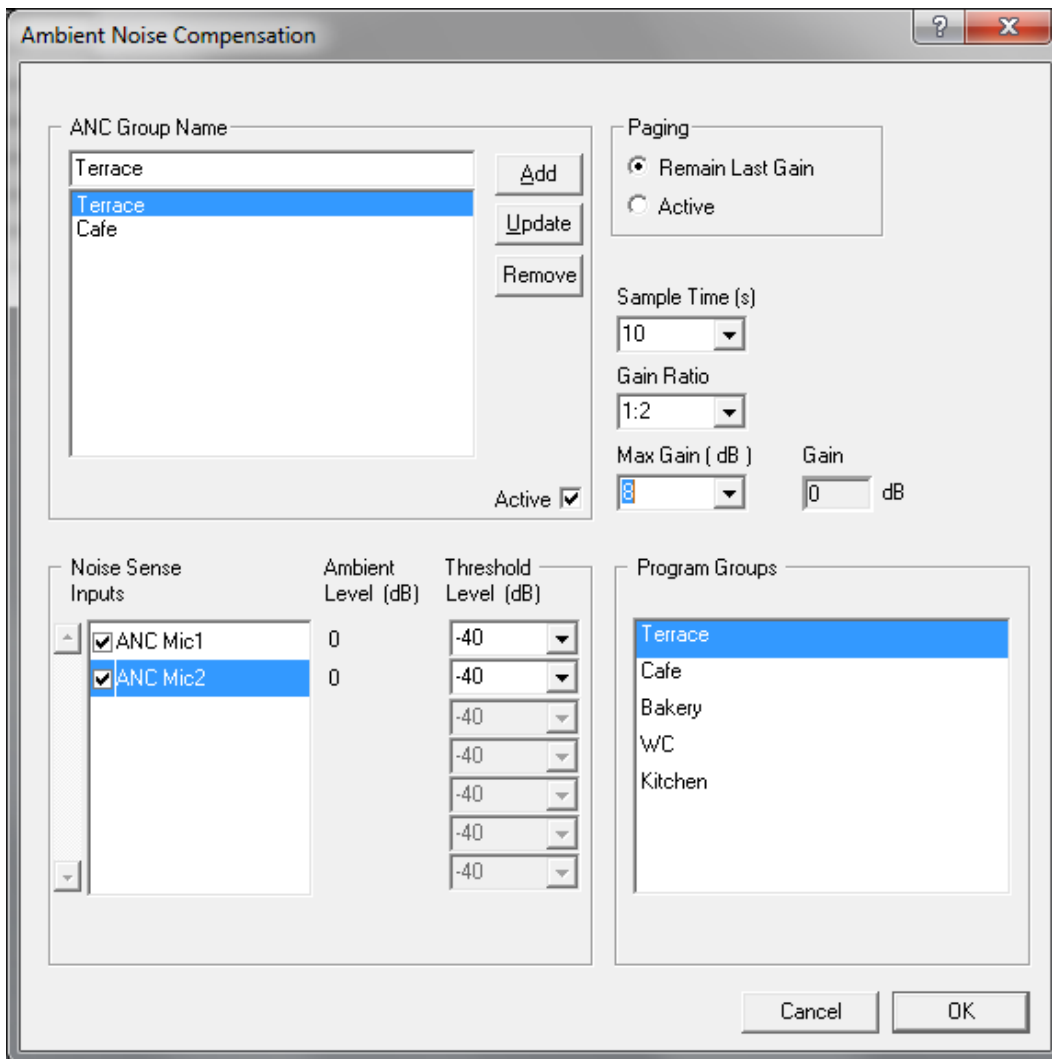 Ambient Noise Compensation
ANC Group Name
Terrace
Terrace
Cafe
Add
Update
Remove
Active
Paging
Remain Last Gain
Active
Sample Time (s)
10
Gain Ratio
1:2
Max Gain ( dB )
8
Gain
0
dB
Noise Sense
Inputs
Ambient
Level (dB)
Threshold
Level (dB)
ANC Mic1
0
-40
ANC Mic2
0
-40
-40
-40
-40
-40
-40
Program Groups
Terrace
Cafe
Bakery
WC
Kitchen
Cancel
OK